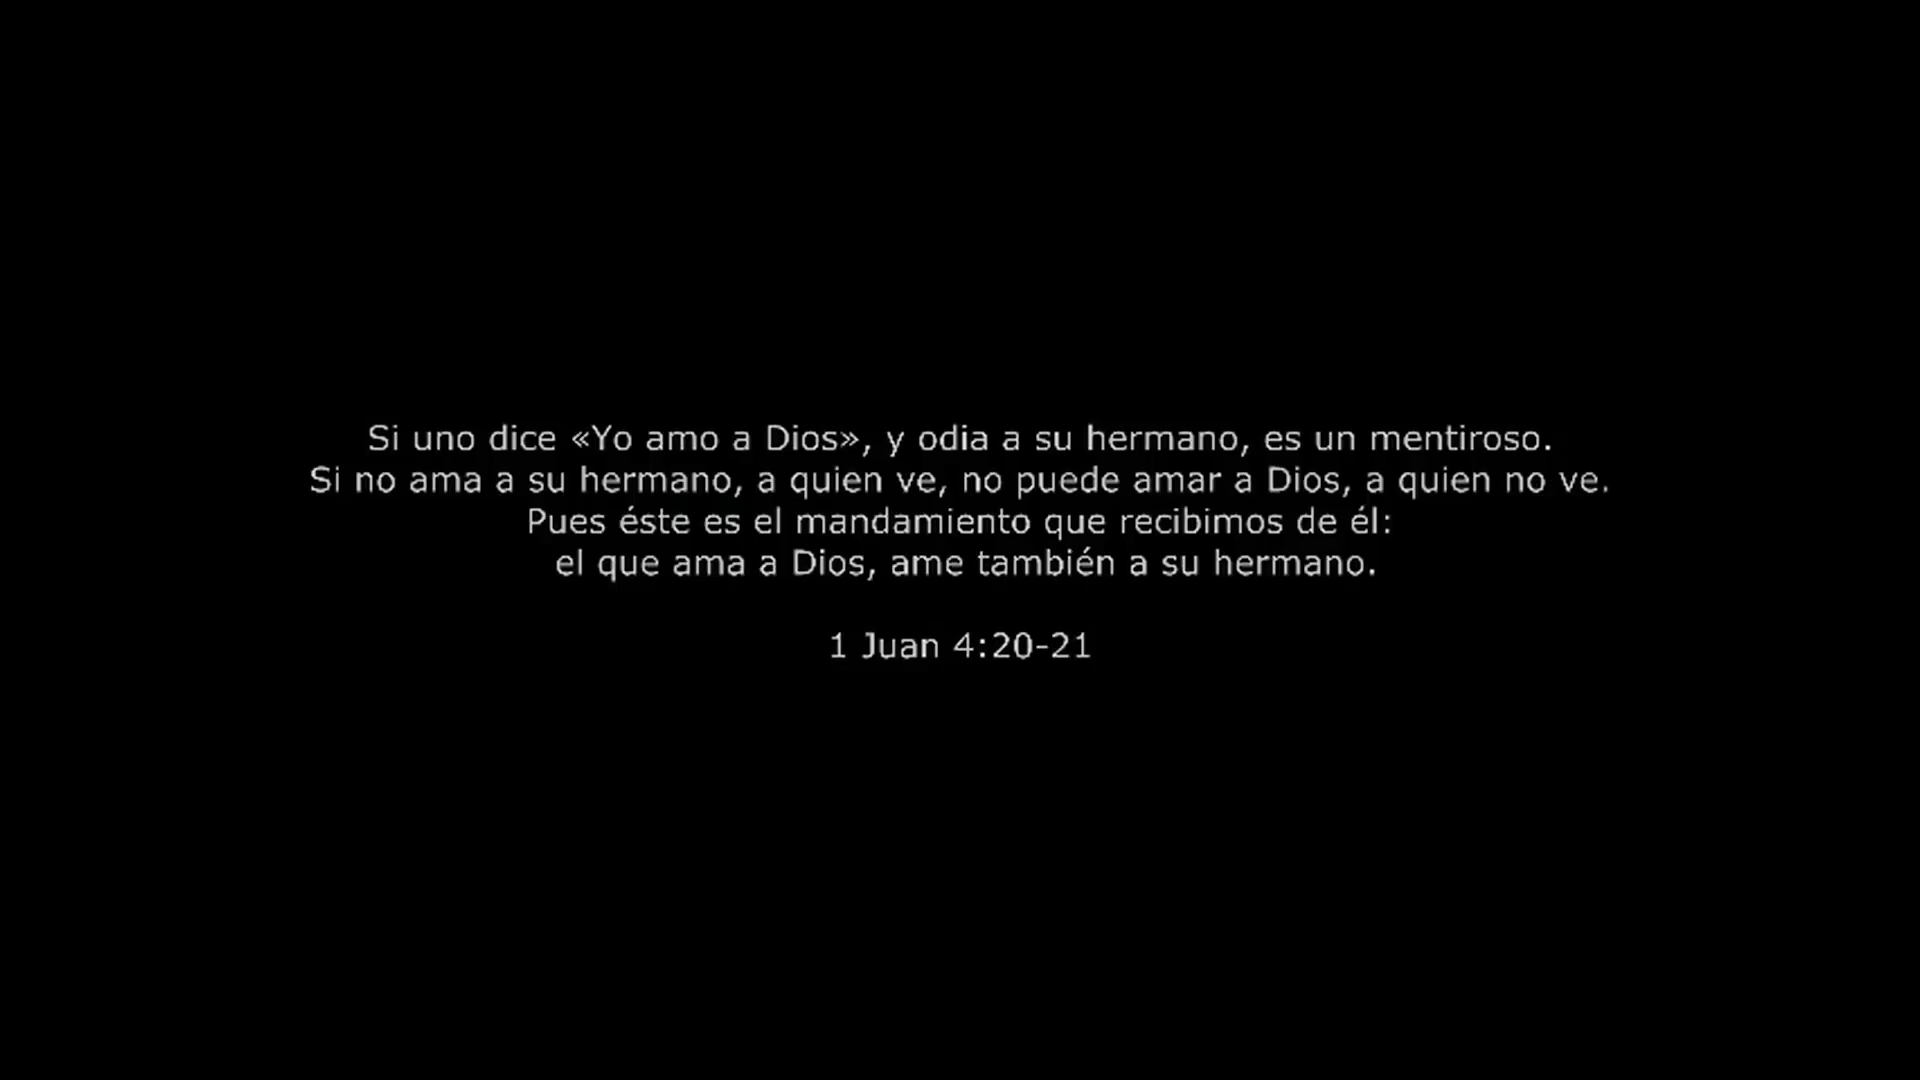 Si uno dice «Yo amo a Dios», y odia a su hermano, es un mentiroso.
Si no ama a su hermano, a quien ve, no puede amar a Dios, a quien no ve.
Pues éste es el mandamiento que recibimos de él:
el que ama a Dios, ame también a su hermano.
1 Juan 4:20-21